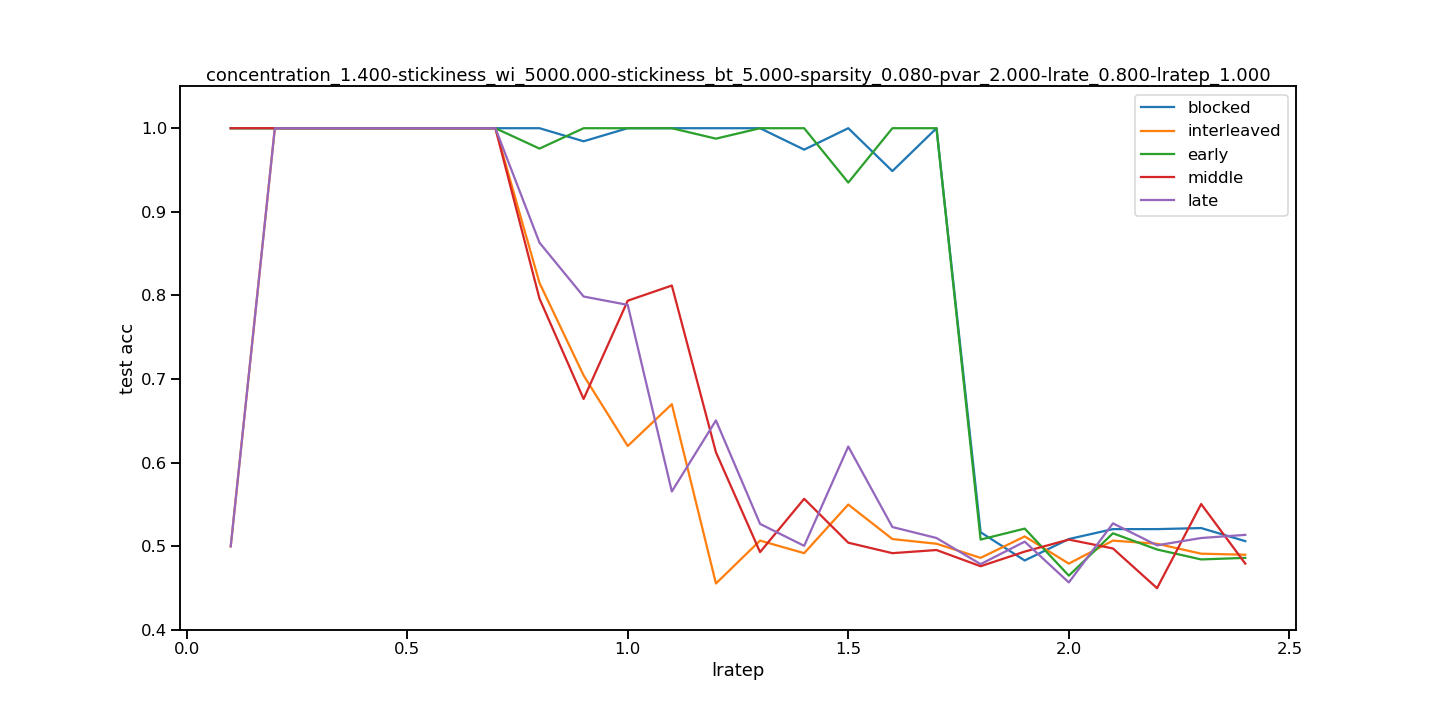 concentration_1.400-stickiness_wi_5000.000-stickiness_bt_5.000-sparsity_0.080-pvar_2.000-lrate_0.800-lratep_1.000
blocked
interleaved
early
middle
late
1.0
0.9
0.8
0.7
0.6
0.5
0.4
test acc
0.0 0.5 1.0 1.5 2.0 2.5
lratep